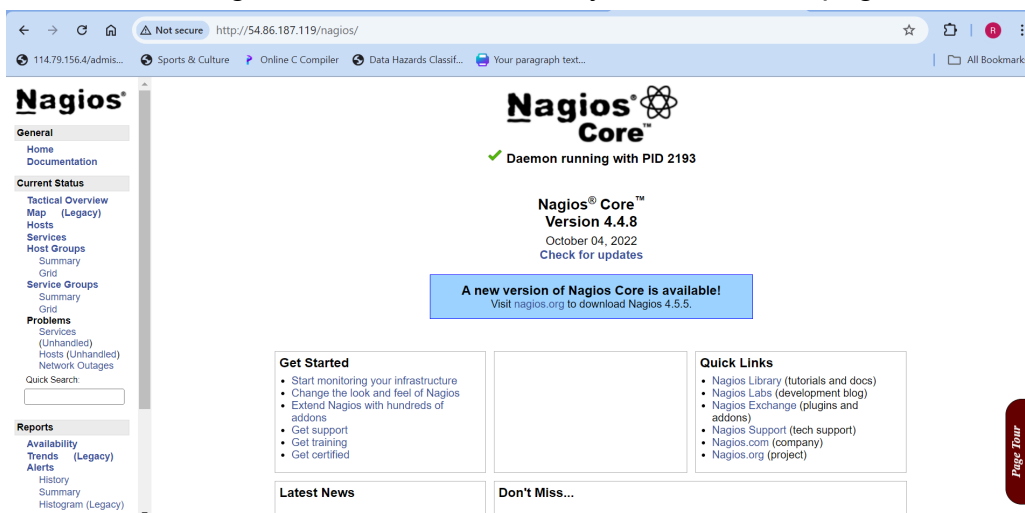 Not secure http://54.86.187.119/nagios/
R
114.79.156.4/admis... Sports & Culture Online C Compiler Data Hazards Classif... Your paragraph text... All Bookmark
Nagios®
General
Home
Documentation
Current Status
Tactical Overview
Map (Legacy)
Hosts
Services
Host Groups
Summary
Grid
Service Groups
Summary
Grid
Problems
Services
(Unhandled)
Hosts (Unhandled)
Network Outages
Quick Search:
Reports
Availability
Trends (Legacy)
Alerts
History
Summary
Histogram (Legacy)
Nagios®
Core™
Daemon running with PID 2193
Nagios® Core™
Version 4.4.8
October 04, 2022
Check for updates
A new version of Nagios Core is available!
Visit nagios.org to download Nagios 4.5.5.
Get Started
• Start monitoring your infrastructure
• Change the look and feel of Nagios
• Extend Nagios with hundreds of
addons
• Get support
• Get training
• Get certified
Quick Links
• Nagios Library (tutorials and docs)
• Nagios Labs (development blog)
• Nagios Exchange (plugins and
addons)
• Nagios Support (tech support)
• Nagios.com (company)
• Nagios.org (project)
Latest News
Don't Miss...
Page Tour